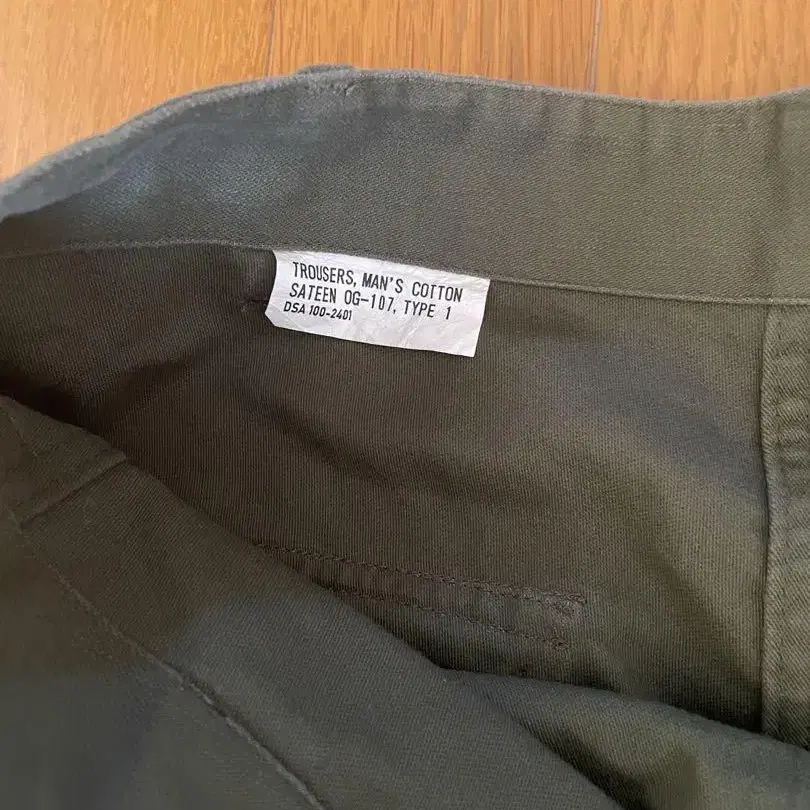 TROUSERS, MAN'S COTTON
SATEEN OG-107, TYPE 1
DSA 100-2401